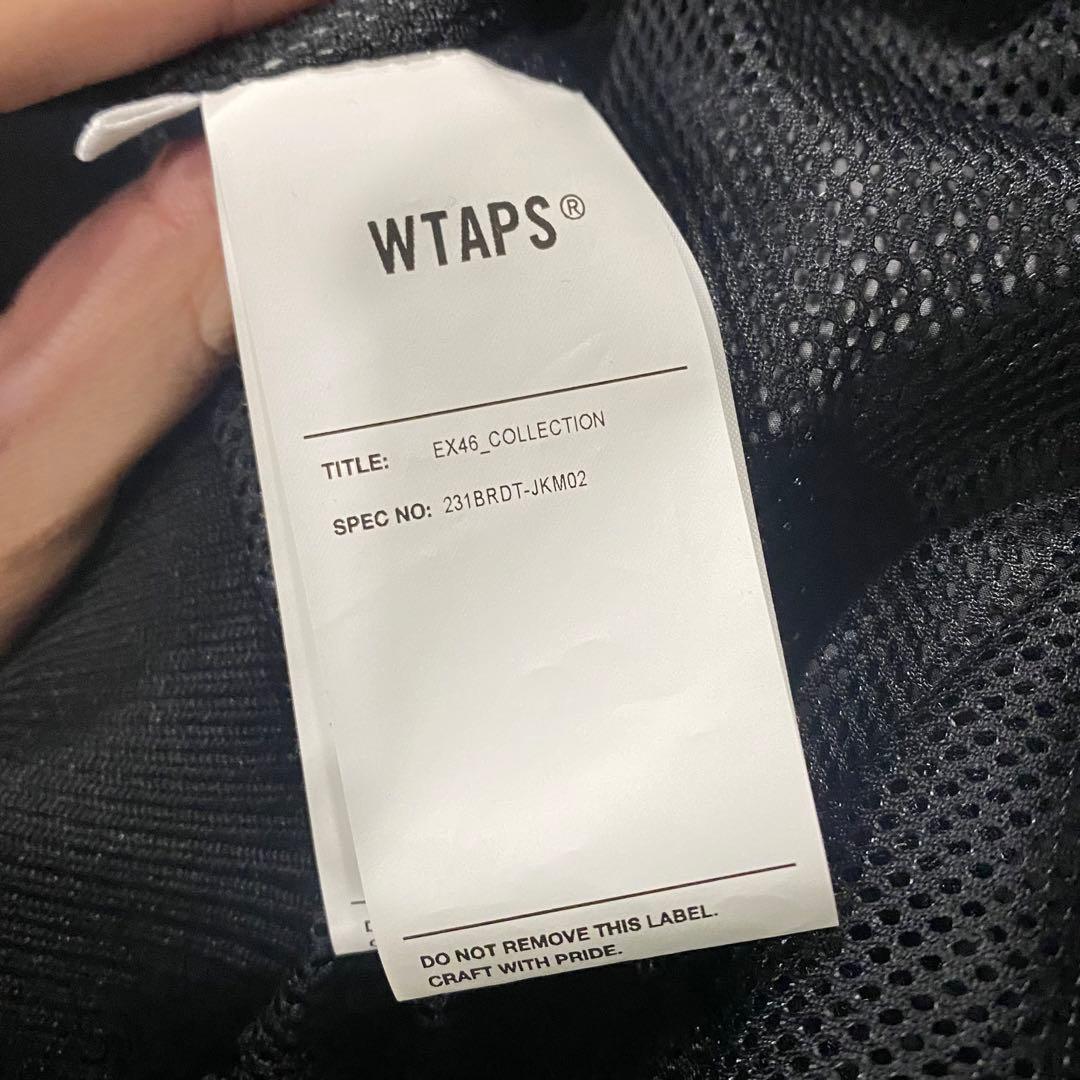 WTAPS®
TITLE: EX46_COLLECTION
SPEC NO: 231BRDT-JKM02
DO NOT REMOVE THIS LABEL.
CRAFT WITH PRIDE.